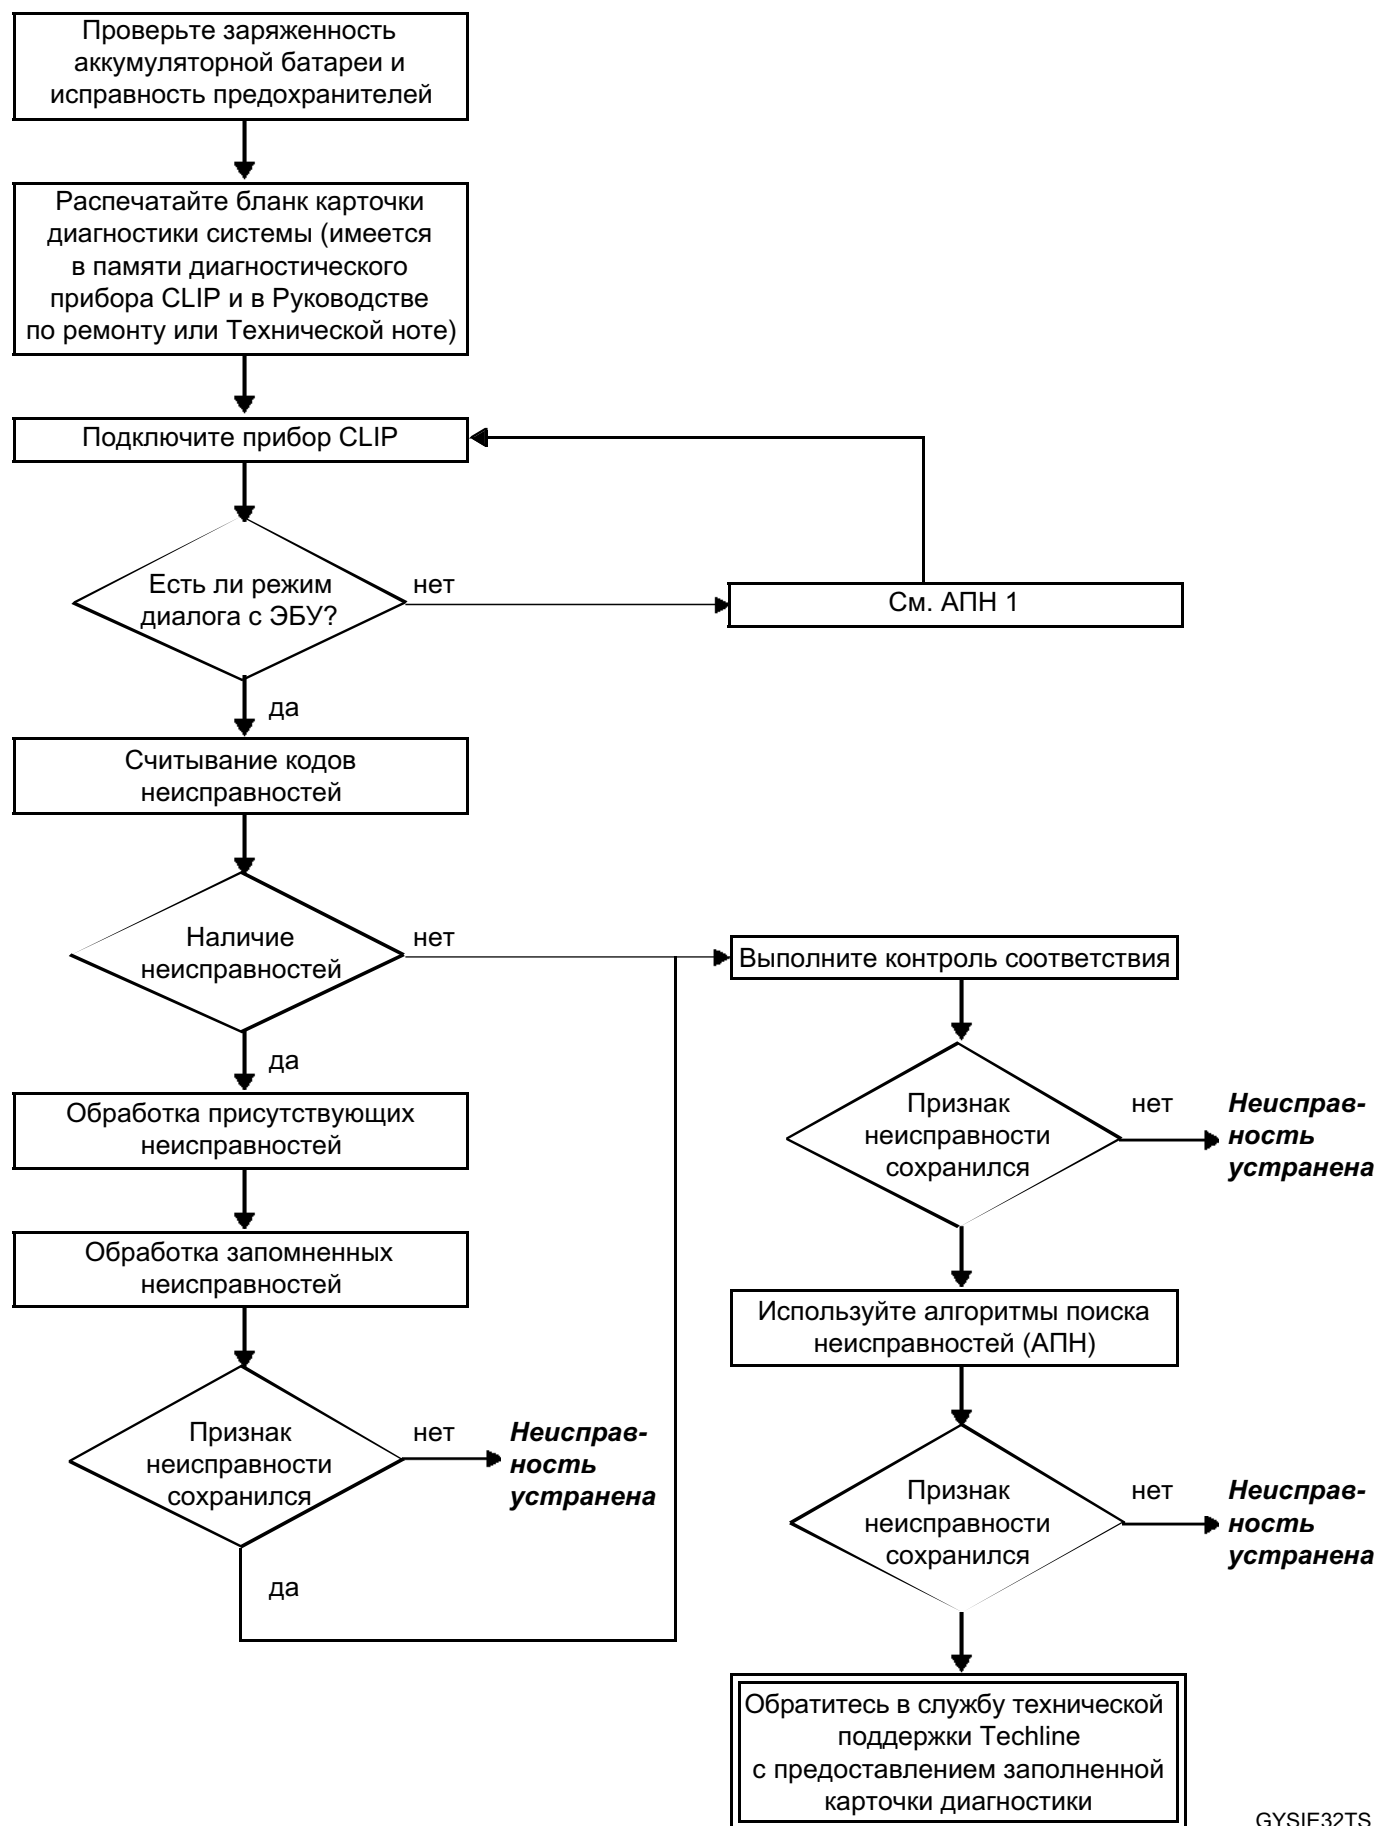 Проверьте заряженность
аккумуляторной батареи и
исправность предохранителей
Распечатайте бланк карточки
диагностики системы (имеется
в памяти диагностического
прибора CLIP и в Руководстве
по ремонту или Технической ноте)
Подключите прибор CLIP
Есть ли режим
диалога с ЭБУ?
нет
См. АПН 1
да
Считывание кодов
неисправностей
Наличие
неисправностей
нет
Выполните контроль соответствия
да
Обработка присутствующих
неисправностей
Признак
неисправности
сохранился
нет
Неисправ-
ность
устранена
Обработка запомненных
неисправностей
Используйте алгоритмы поиска
неисправностей (АПН)
Признак
неисправности
сохранился
нет
Неисправ-
ность
устранена
да
Признак
неисправности
сохранился
нет
Неисправ-
ность
устранена
Обратитесь в службу технической
поддержки Techline
с предоставлением заполненной
карточки диагностики
GYSIE32TS